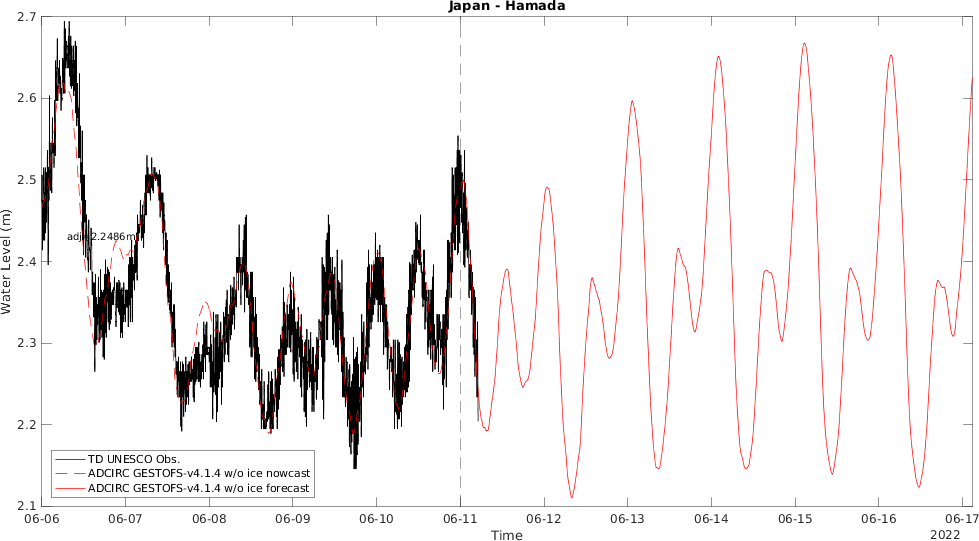 Japan - Hamada
2.7
2.6
2.5
2.4
2.3
2.2
2.1
Water Level (m)
adj=2.2486m
TD UNESCO Obs.
ADCIRC GESTOFS-v4.1.4 w/o ice nowcast
ADCIRC GESTOFS-v4.1.4 w/o ice forecast
06-06 06-07 06-08 06-09 06-10 06-11 06-12 06-13 06-14 06-15 06-16 06-17
Time
2022